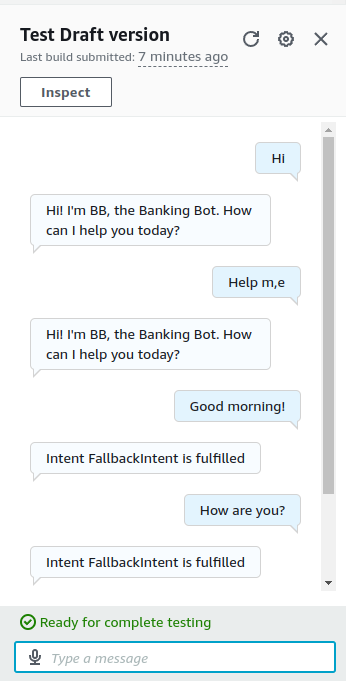 Test Draft version
Last build submitted: 7 minutes ago
Inspect
Hi
Hi! I'm BB, the Banking Bot. How
can I help you today?
Help m,e
Hi! I'm BB, the Banking Bot. How
can I help you today?
Good morning!
Intent FallbackIntent is fulfilled
How are you?
Intent FallbackIntent is fulfilled
Ready for complete testing
Type a message